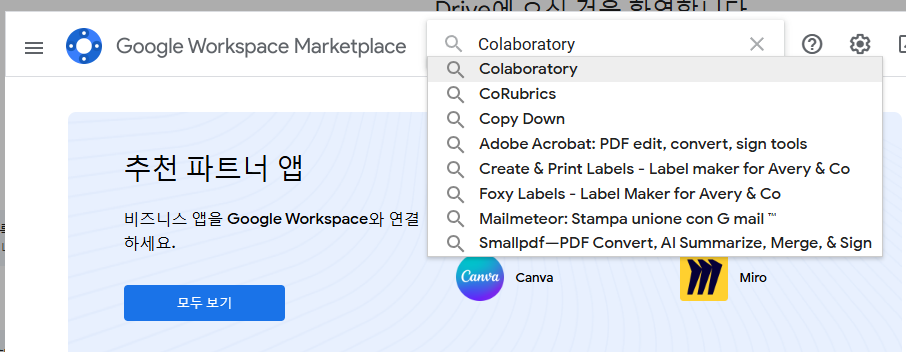 Drive에 오신 것을 환영합니다
Google Workspace Marketplace
Colaboratory
Colaboratory
CoRubrics
Copy Down
Adobe Acrobat: PDF edit, convert, sign tools
Create & Print Labels - Label maker for Avery & Co
Foxy Labels - Label Maker for Avery & Co
Mailmeteor: Stampa unione con G mail ™
Smallpdf—PDF Convert, AI Summarize, Merge, & Sign
추천 파트너 앱
비즈니스 앱을 Google Workspace와 연결
하세요.
모두 보기
Canva
Canva
Miro